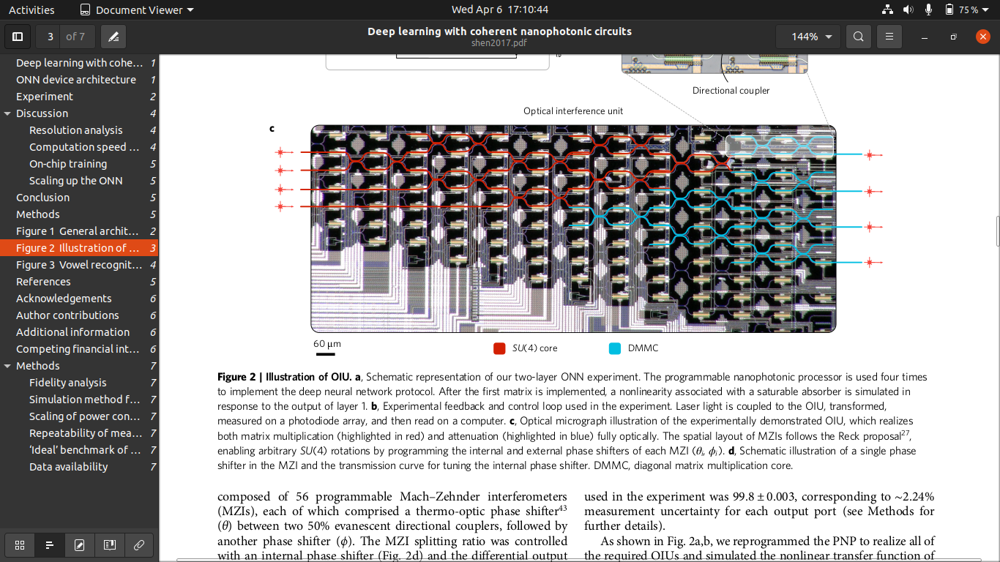 Activities
Document Viewer
Wed Apr 6 17:10:44
75 %
3
of 7
Deep learning with coherent nanophotonic circuits
shen2017.pdf
144%
Deep learning with cohe... 1
ONN device architecture 1
Experiment 2
Discussion 4
Resolution analysis 4
Computation speed ... 4
On-chip training 5
Scaling up the ONN 5
Conclusion 5
Methods 5
Figure 1 General archit... 2
Figure 2 Illustration of ... 3
Figure 3 Vowel recognit... 4
References 5
Acknowledgements 6
Author contributions 6
Additional information 6
Competing financial int... 6
Methods 7
Fidelity analysis 7
Simulation method f... 7
Scaling of power con... 7
Repeatability of mea... 7
‘Ideal’ benchmark of ... 7
Data availability 7
Directional coupler
Optical interference unit
c
60 μm
SU(4) core
DMMC
Figure 2 | Illustration of OIU. a, Schematic representation of our two-layer ONN experiment. The programmable nanophotonic processor is used four times
to implement the deep neural network protocol. After the first matrix is implemented, a nonlinearity associated with a saturable absorber is simulated in
response to the output of layer 1. b, Experimental feedback and control loop used in the experiment. Laser light is coupled to the OIU, transformed,
measured on a photodiode array, and then read on a computer. c, Optical micrograph illustration of the experimentally demonstrated OIU, which realizes
both matrix multiplication (highlighted in red) and attenuation (highlighted in blue) fully optically. The spatial layout of MZIs follows the Reck proposal27,
enabling arbitrary SU(4) rotations by programming the internal and external phase shifters of each MZI (θi, ϕi). d, Schematic illustration of a single phase
shifter in the MZI and the transmission curve for tuning the internal phase shifter. DMMC, diagonal matrix multiplication core.
composed of 56 programmable Mach–Zehnder interferometers
(MZIs), each of which comprised a thermo-optic phase shifter43
(θ) between two 50% evanescent directional couplers, followed by
another phase shifter (ϕ). The MZI splitting ratio was controlled
with an internal phase shifter (Fig. 2d) and the differential output
used in the experiment was 99.8 ± 0.003, corresponding to ~2.24%
measurement uncertainty for each output port (see Methods for
further details).
As shown in Fig. 2a,b, we reprogrammed the PNP to realize all of
the required OIUs and simulated the nonlinear transfer function of